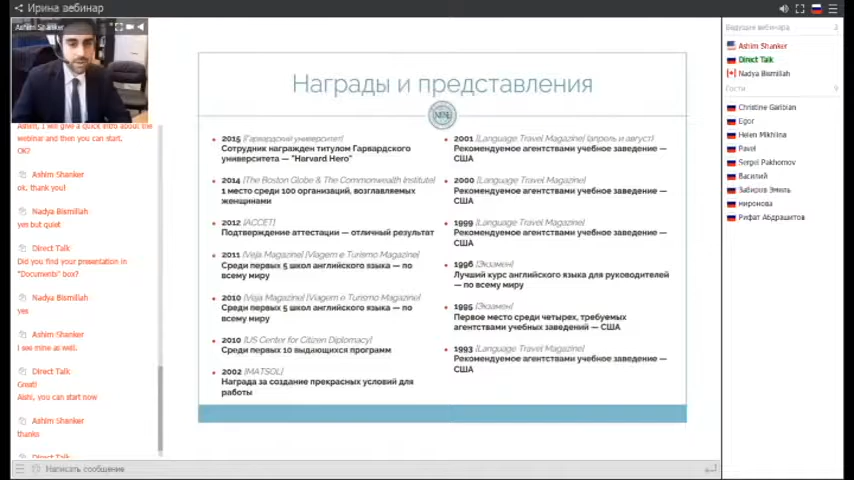 Ирина вебинар
Ashim Shanker
Ashim, I will give a quick intro about the
webinar and then you can start.
OK?
Ashim Shanker
ok, thank you!
Nadya Bismillah
yes but quiet
Direct Talk
Did you find your presentation in
"Documents" box?
Nadya Bismillah
yes
Ashim Shanker
I see mine as well.
Direct Talk
Great!
Aishi, you can start now
Ashim Shanker
thanks
Direct Talk
Написать сообщение
Награды и представления
2015 [Гарвардский университет]
Сотрудник награжден титулом Гарвардского
университета — "Harvard Hero"
2014 [The Boston Globe & The Commonwealth Institute]
1 место среди 100 организаций, возглавляемых
женщинами
2012 [ACCET]
Подтверждение аттестации — отличный результат
2011 [Veja Magazine] [Viagem e Turismo Magazine]
Среди первых 5 школ английского языка — по
всему миру
2010 [Veja Magazine] [Viagem e Turismo Magazine]
Среди первых 5 школ английского языка — по
всему миру
2010 [US Center for Citizen Diplomacy]
Среди первых 10 выдающихся программ
2002 [MATSOL]
Награда за создание прекрасных условий для
работы
2001 [Language Travel Magazine] (апрель и август)
Рекомендуемое агентствами учебное заведение —
США
2000 [Language Travel Magazine]
Рекомендуемое агентствами учебное заведение —
США
1999 [Language Travel Magazine]
Рекомендуемое агентствами учебное заведение —
США
1996 [Экзамен]
Лучший курс английского языка для руководителей
— по всему миру
1995 [Экзамен]
Первое место среди четырех, требуемых
агентствами учебных заведений — США
1993 [Language Travel Magazine]
Рекомендуемое агентствами учебное заведение —
США
Ведущие вебинара 3
Ashim Shanker
Direct Talk
Nadya Bismillah
Гости 9
Christine Garibian
Egor
Helen Mikhlina
Pavel
Sergei Pakhomov
Василий
Забиров Эмиль
миронова
Рифат Абдрашитов